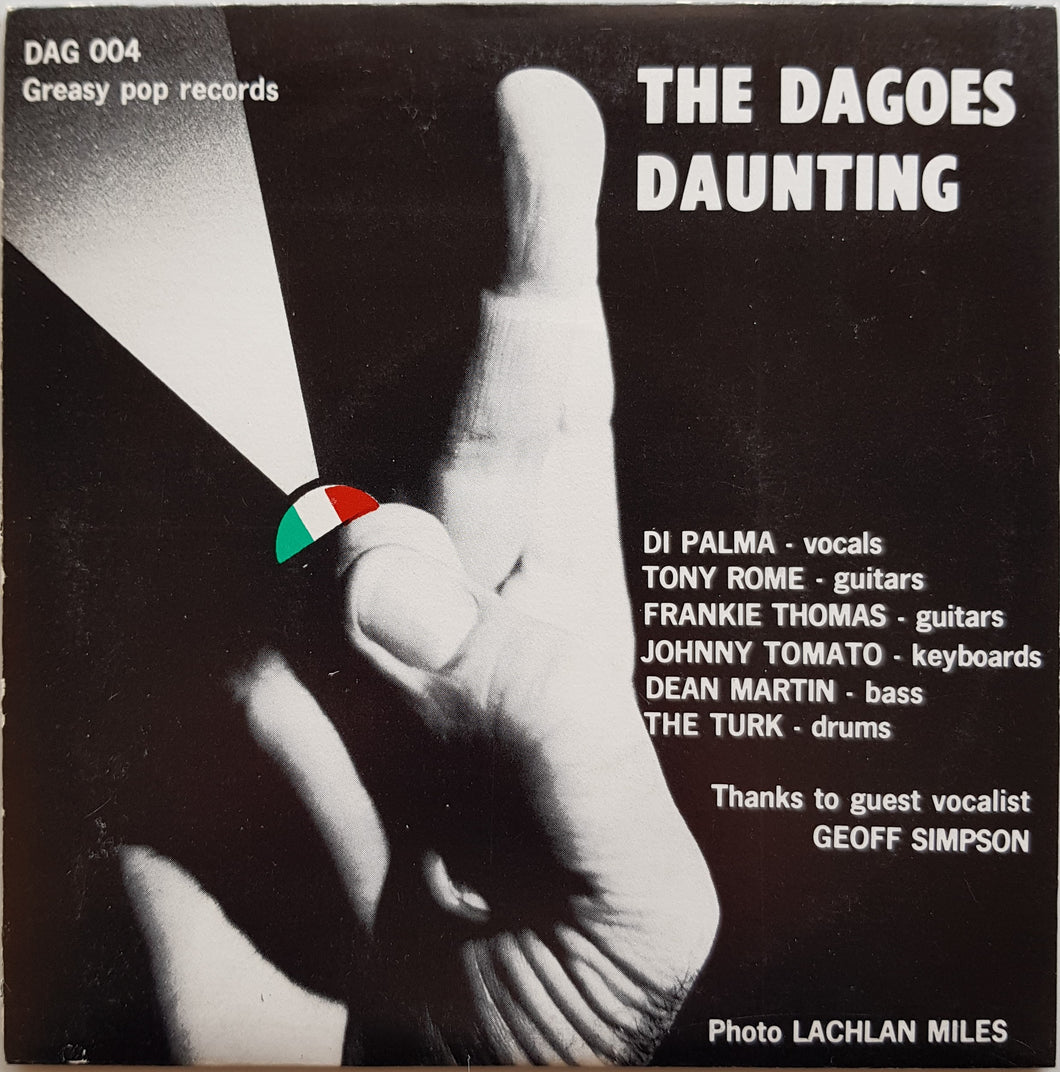 DAG 004
Greasy pop records
THE DAGOES
DAUNTING
DI PALMA - vocals
TONY ROME - guitars
FRANKIE THOMAS - guitars
JOHNNY TOMATO - keyboards
DEAN MARTIN - bass
THE TURK - drums
Thanks to guest vocalist
GEOFF SIMPSON
Photo LACHLAN MILES